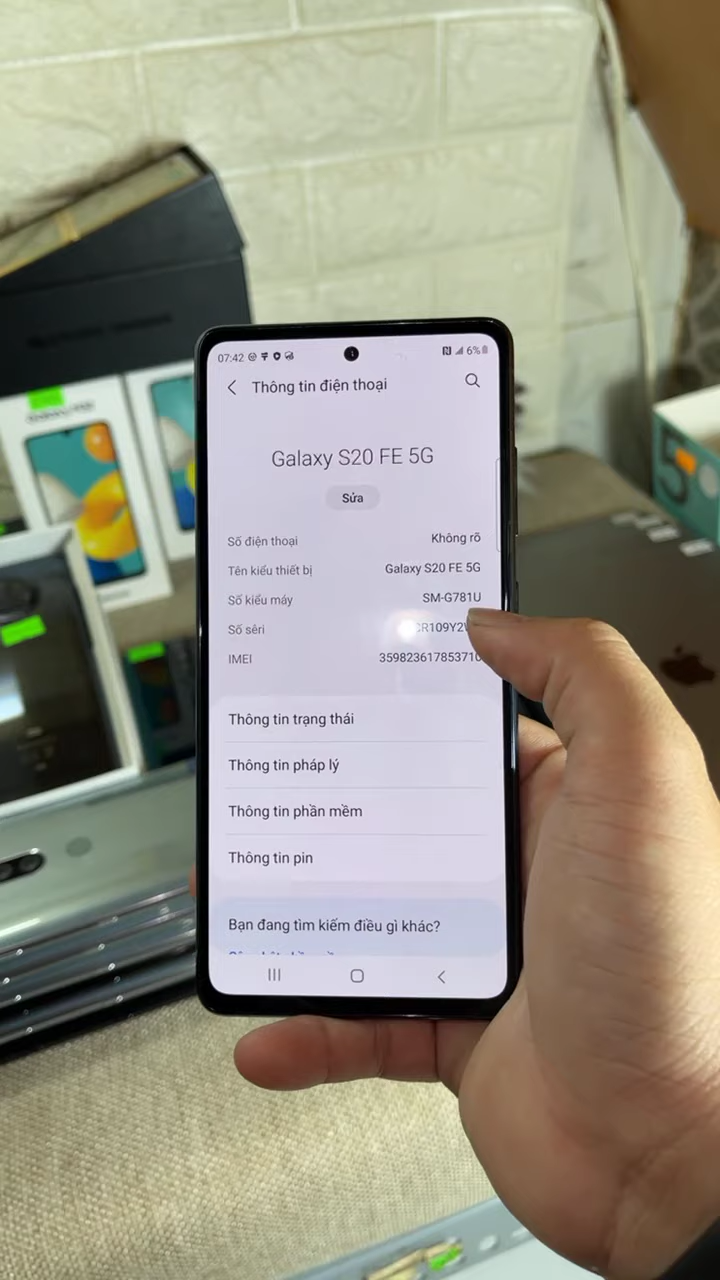 07:42
6%
Thông tin điện thoại
Galaxy S20 FE 5G
Sửa
Số điện thoại Không rõ
Tên kiểu thiết bị Galaxy S20 FE 5G
Số kiểu máy SM-G781U
Số sêri
IMEI 359823617853710
Thông tin trạng thái
Thông tin pháp lý
Thông tin phần mềm
Thông tin pin
Bạn đang tìm kiếm điều gì khác?
5